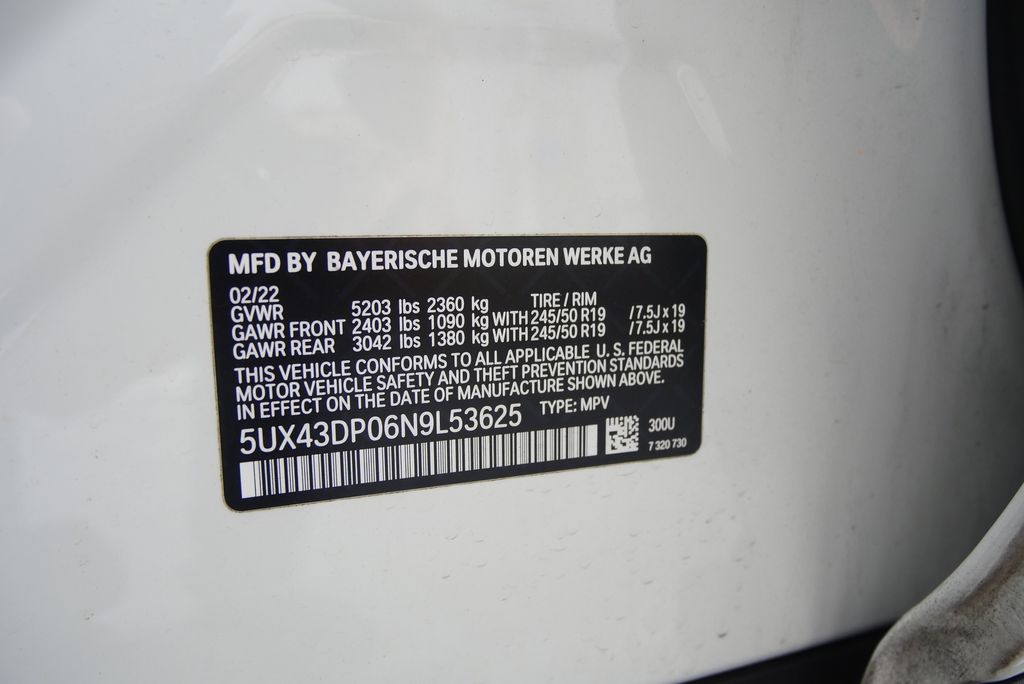 MFD BY BAYERISCHE MOTOREN WERKE AG
02/22 TIRE / RIM
GVWR 5203 lbs 2360 kg
GAWR FRONT 2403 lbs 1090 kg WITH 245/50 R19 /7.5J x 19
GAWR REAR 3042 lbs 1380 kg WITH 245/50 R19 /7.5J x 19
THIS VEHICLE CONFORMS TO ALL APPLICABLE U. S. FEDERAL
MOTOR VEHICLE SAFETY AND THEFT PREVENTION STANDARDS
IN EFFECT ON THE DATE OF MANUFACTURE SHOWN ABOVE.
5UX43DP06N9L53625 TYPE: MPV
300U
7 320 730